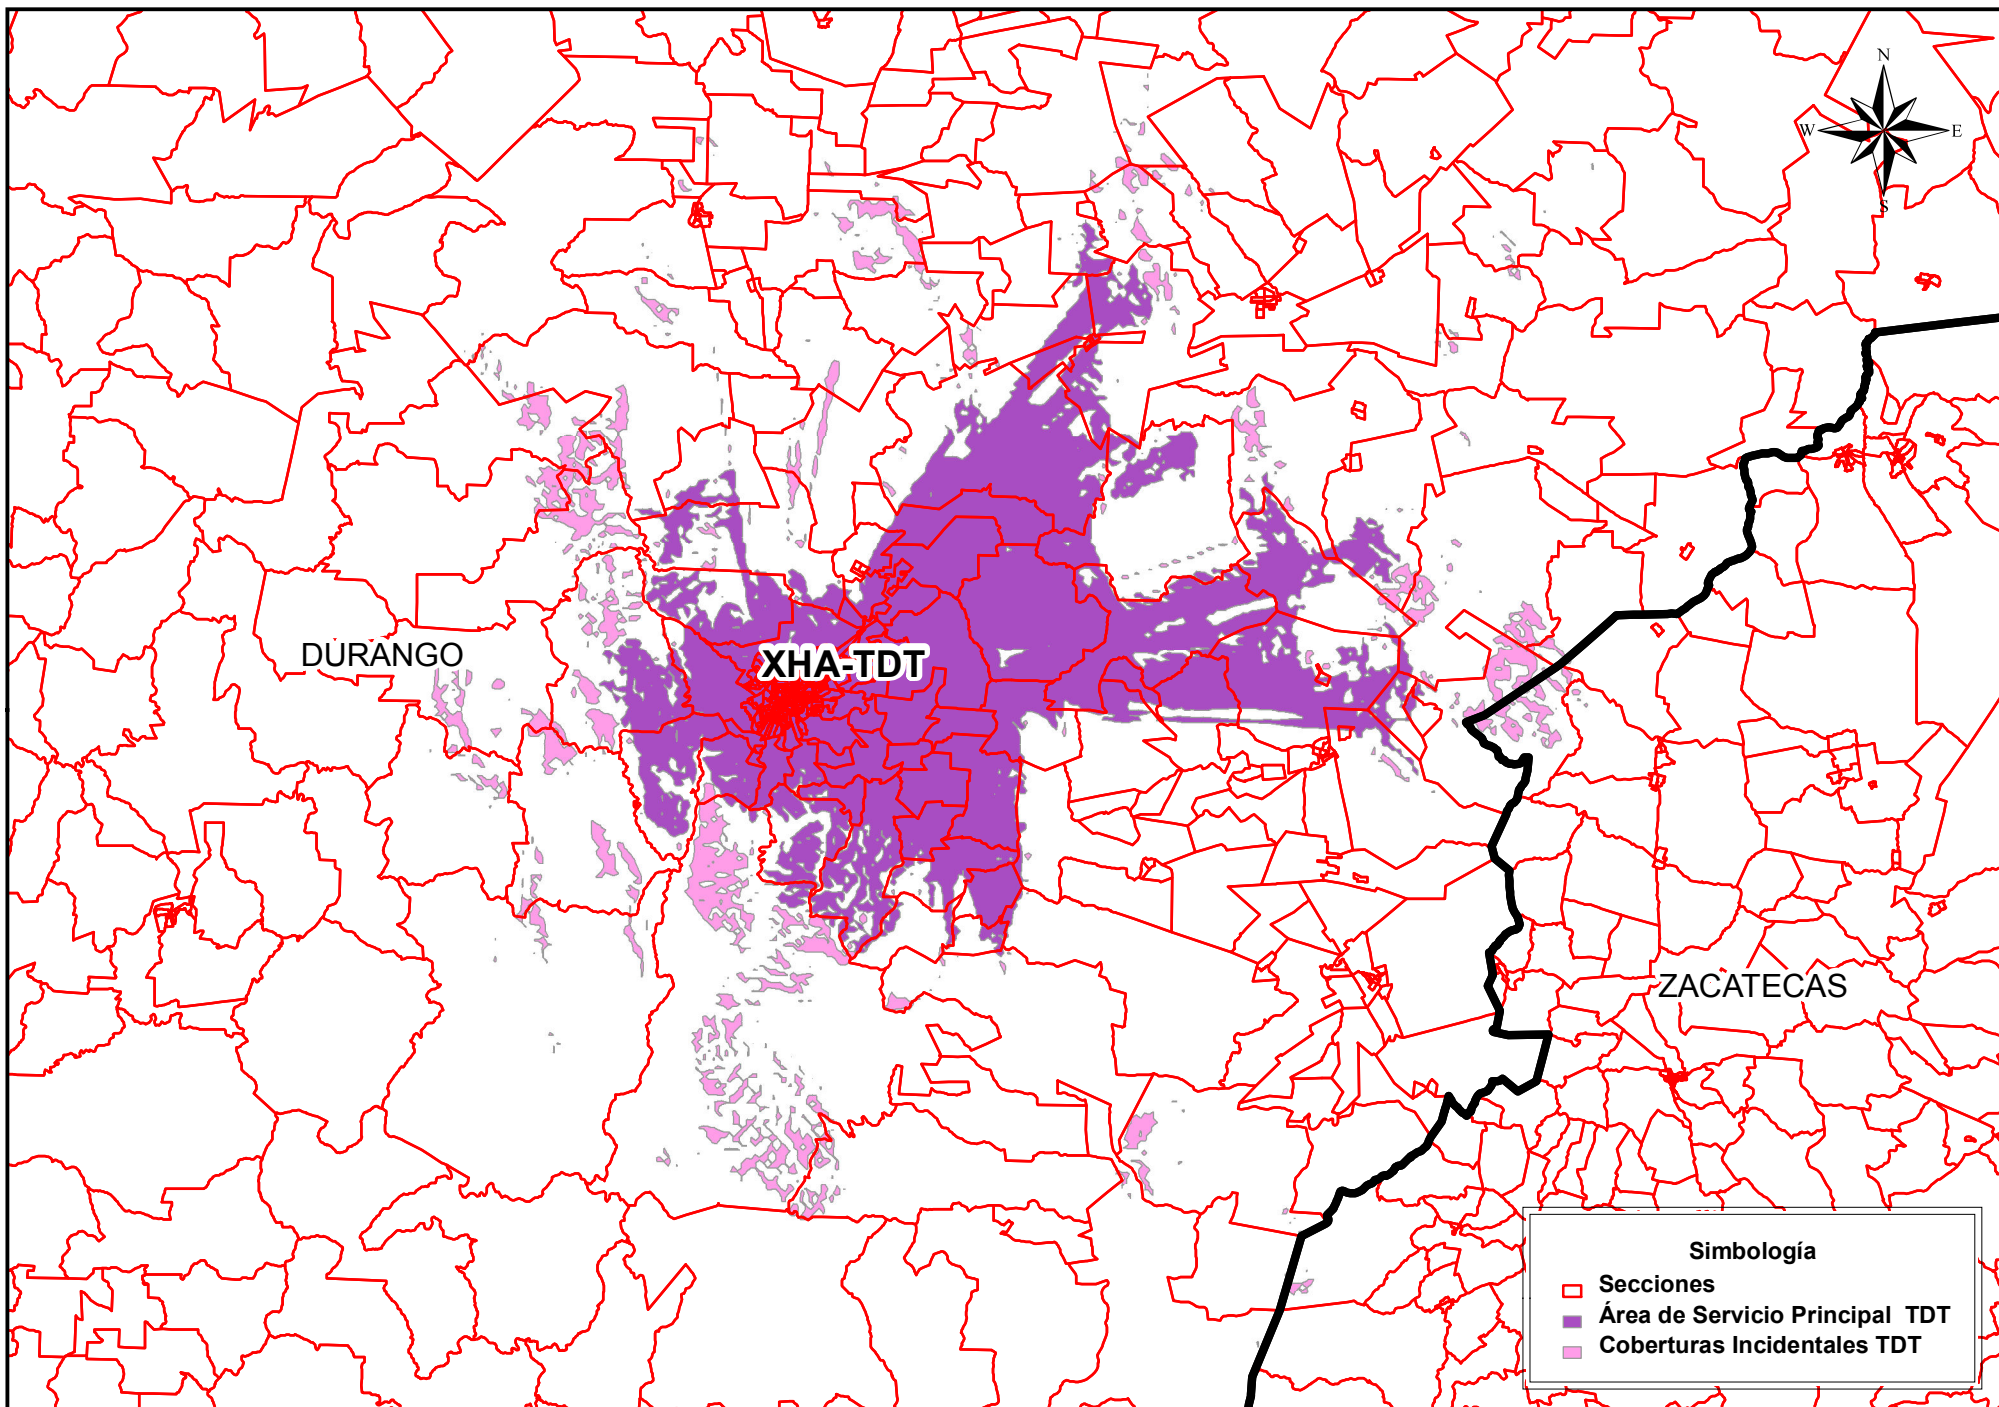 N
W E
S
DURANGO
XHA-TDT
ZACATECAS
Simbología
Secciones
Área de Servicio Principal TDT
Coberturas Incidentales TDT